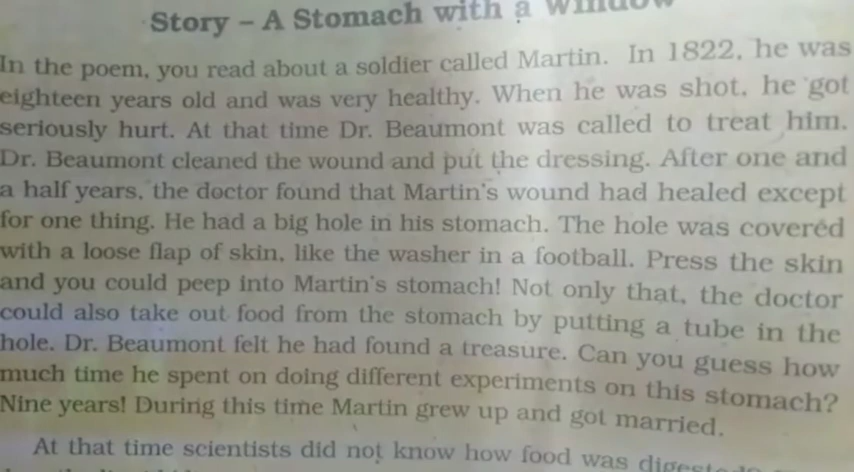 Story – A Stomach with a Window
In the poem, you read about a soldier called Martin. In 1822, he was
eighteen years old and was very healthy. When he was shot, he got
seriously hurt. At that time Dr. Beaumont was called to treat him.
Dr. Beaumont cleaned the wound and put the dressing. After one and
a half years, the doctor found that Martin's wound had healed except
for one thing. He had a big hole in his stomach. The hole was covered
with a loose flap of skin, like the washer in a football. Press the skin
and you could peep into Martin's stomach! Not only that, the doctor
could also take out food from the stomach by putting a tube in the
hole. Dr. Beaumont felt he had found a treasure. Can you guess how
much time he spent on doing different experiments on this stomach?
Nine years! During this time Martin grew up and got married.
At that time scientists did not know how food was